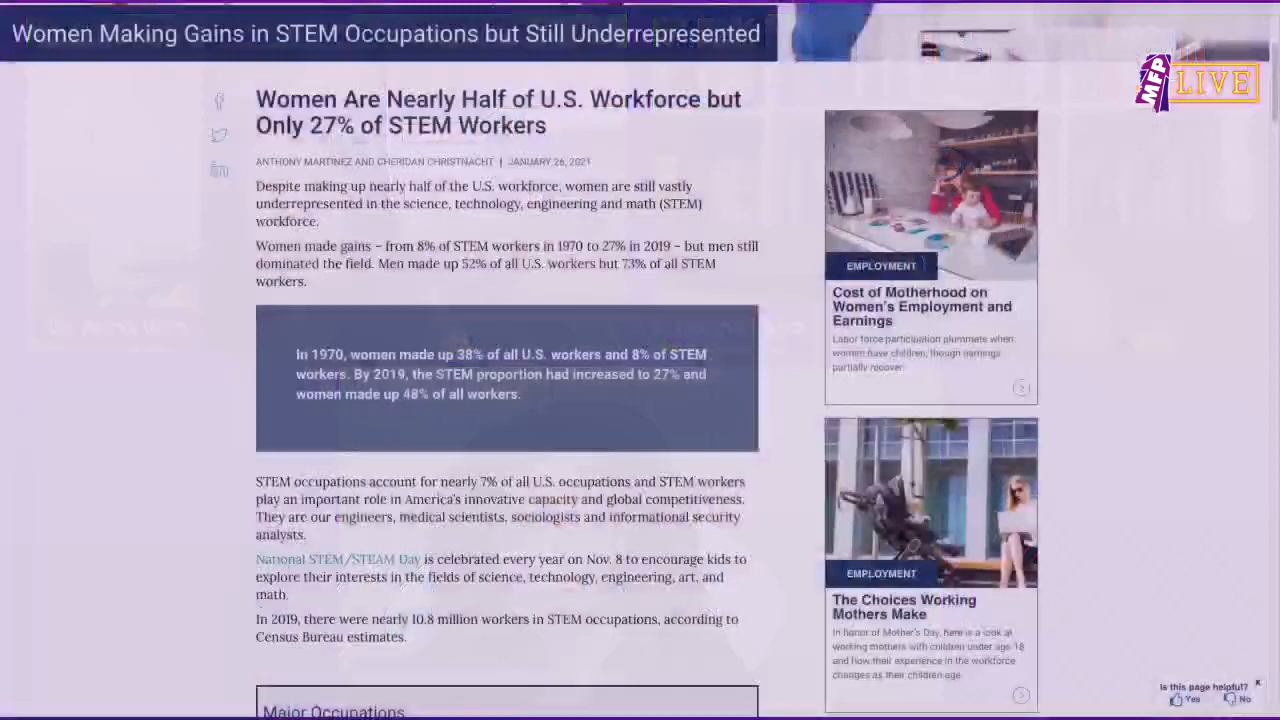 Women Making Gains in STEM Occupations but Still Underrepresented
MFP
LIVE
Women Are Nearly Half of U.S. Workforce but
Only 27% of STEM Workers
ANTHONY MARTINEZ AND CHERIDAN CHRISTNACHT | JANUARY 26, 2021
Despite making up nearly half of the U.S. workforce, women are still vastly
underrepresented in the science, technology, engineering and math (STEM)
workforce.
Women made gains – from 8% of STEM workers in 1970 to 27% in 2019 – but men still
dominated the field. Men made up 52% of all U.S. workers but 73% of all STEM
workers.
In 1970, women made up 38% of all U.S. workers and 8% of STEM
workers. By 2019, the STEM proportion had increased to 27% and
women made up 48% of all workers.
STEM occupations account for nearly 7% of all U.S. occupations and STEM workers
play an important role in America's innovative capacity and global competitiveness.
They are our engineers, medical scientists, sociologists and informational security
analysts.
National STEM/STEAM Day is celebrated every year on Nov. 8 to encourage kids to
explore their interests in the fields of science, technology, engineering, art, and
math.
In 2019, there were nearly 10.8 million workers in STEM occupations, according to
Census Bureau estimates.
Major Occupations
EMPLOYMENT
Cost of Motherhood on
Women's Employment and
Earnings
Labor force participation plummets when
women have children, though earnings
partially recover.
EMPLOYMENT
The Choices Working
Mothers Make
In honor of Mother's Day, here is a look at
working mothers with children under age 18
and how their experience in the workforce
changes as their children age.
Is this page helpful? x
Yes No